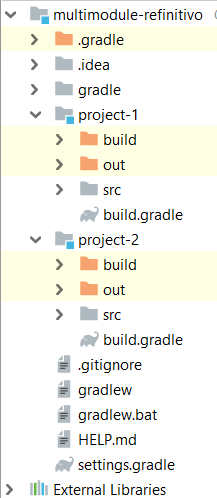 multimodule-refinitivo
.gradle
.idea
gradle
project-1
build
out
src
build.gradle
project-2
build
out
src
build.gradle
.gitignore
gradlew
gradlew.bat
HELP.md
settings.gradle
External Libraries